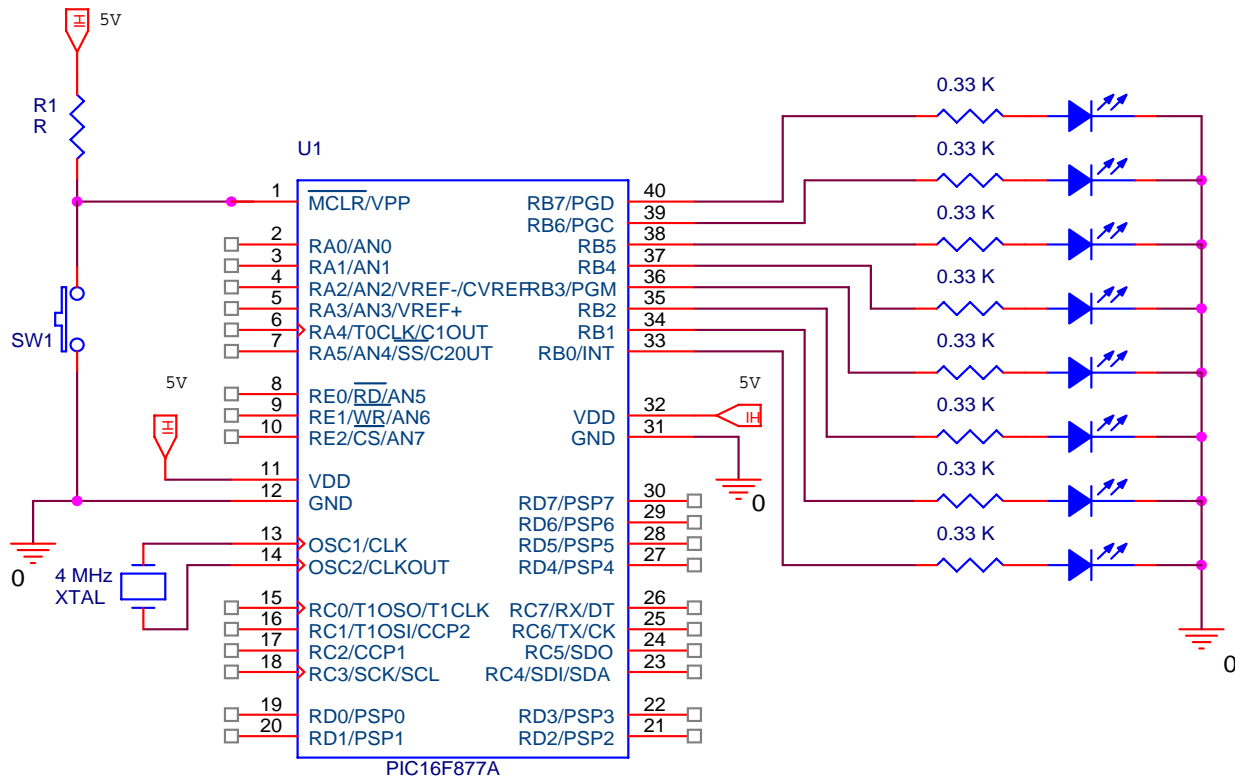 5V
HI
R1
R
U1
SW1
1
MCLR/VPP
2
RA0/AN0
3
RA1/AN1
4
RA2/AN2/VREF-/CVREF
5
RA3/AN3/VREF+
6
RA4/T0CLK/C1OUT
7
RA5/AN4/SS/C20UT
8
RE0/RD/AN5
9
RE1/WR/AN6
10
RE2/CS/AN7
5V
HI
11
VDD
12
GND
0
13
OSC1/CLK
14
OSC2/CLKOUT
4 MHz
XTAL
15
RC0/T1OSO/T1CLK
16
RC1/T1OSI/CCP2
17
RC2/CCP1
18
RC3/SCK/SCL
19
RD0/PSP0
20
RD1/PSP1
40
RB7/PGD
39
RB6/PGC
38
RB5
37
RB4
36
RB3/PGM
35
RB2
34
RB1
33
RB0/INT
5V
HI
32
VDD
31
GND
0
30
RD7/PSP7
29
RD6/PSP6
28
RD5/PSP5
27
RD4/PSP4
26
RC7/RX/DT
25
RC6/TX/CK
24
RC5/SDO
23
RC4/SDI/SDA
22
RD3/PSP3
21
RD2/PSP2
PIC16F877A
0.33 K
0.33 K
0.33 K
0.33 K
0.33 K
0.33 K
0.33 K
0.33 K
0